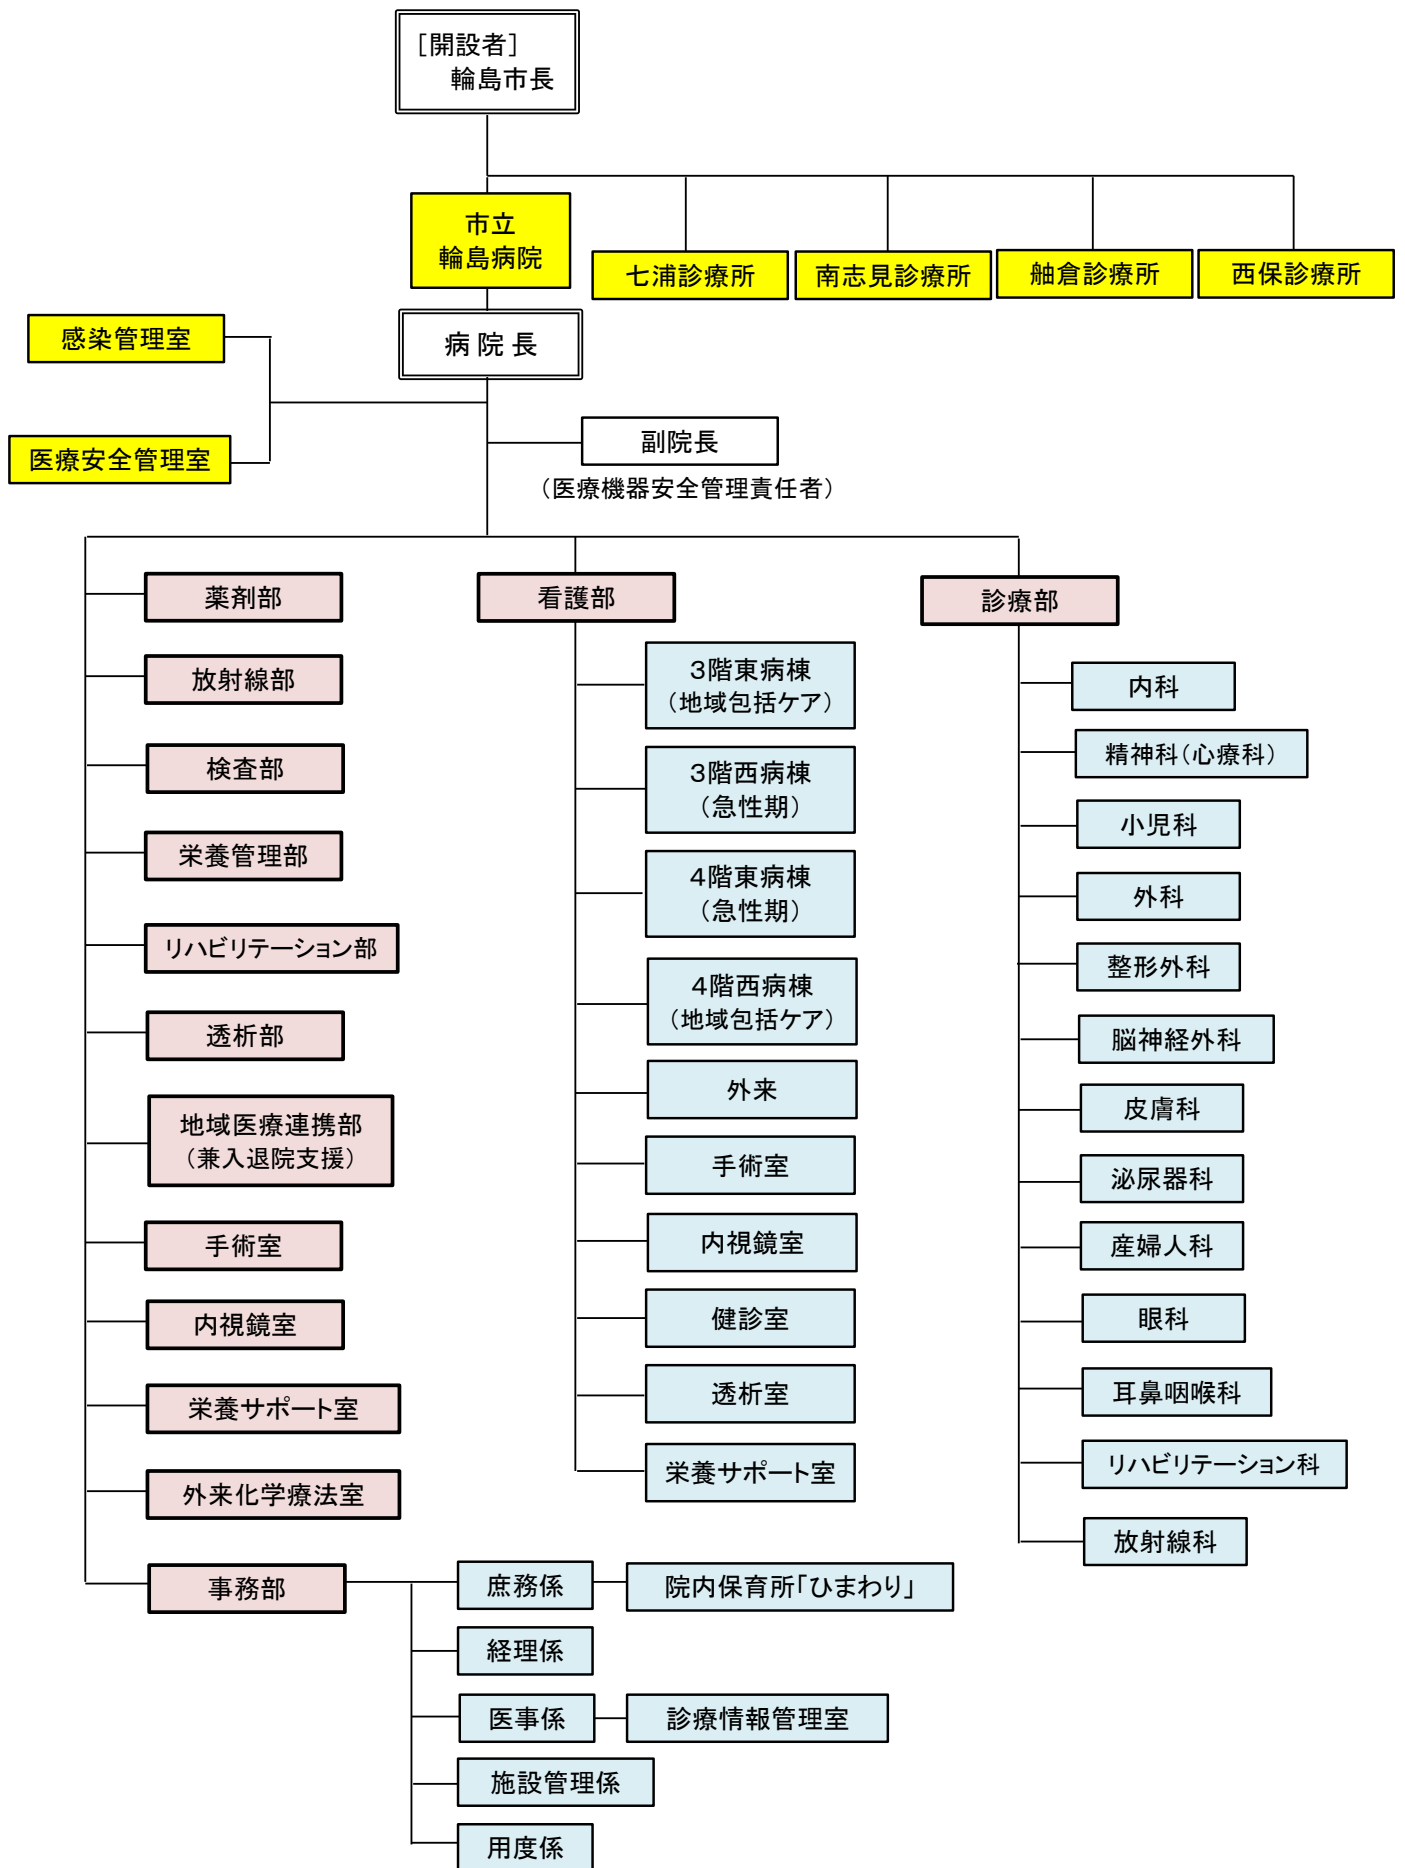 ［開設者］
輪島市長
市立
輪島病院
七浦診療所
南志見診療所
舳倉診療所
西保診療所
感染管理室
病 院 長
医療安全管理室
副院長
（医療機器安全管理責任者）
薬剤部
放射線部
検査部
栄養管理部
リハビリテーション部
透析部
地域医療連携部
（兼入退院支援）
手術室
内視鏡室
栄養サポート室
外来化学療法室
事務部
庶務係
院内保育所「ひまわり」
経理係
医事係
診療情報管理室
施設管理係
用度係
看護部
３階東病棟
（地域包括ケア）
３階西病棟
（急性期）
４階東病棟
（急性期）
４階西病棟
（地域包括ケア）
外来
手術室
内視鏡室
健診室
透析室
栄養サポート室
診療部
内科
精神科（心療科）
小児科
外科
整形外科
脳神経外科
皮膚科
泌尿器科
産婦人科
眼科
耳鼻咽喉科
リハビリテーション科
放射線科